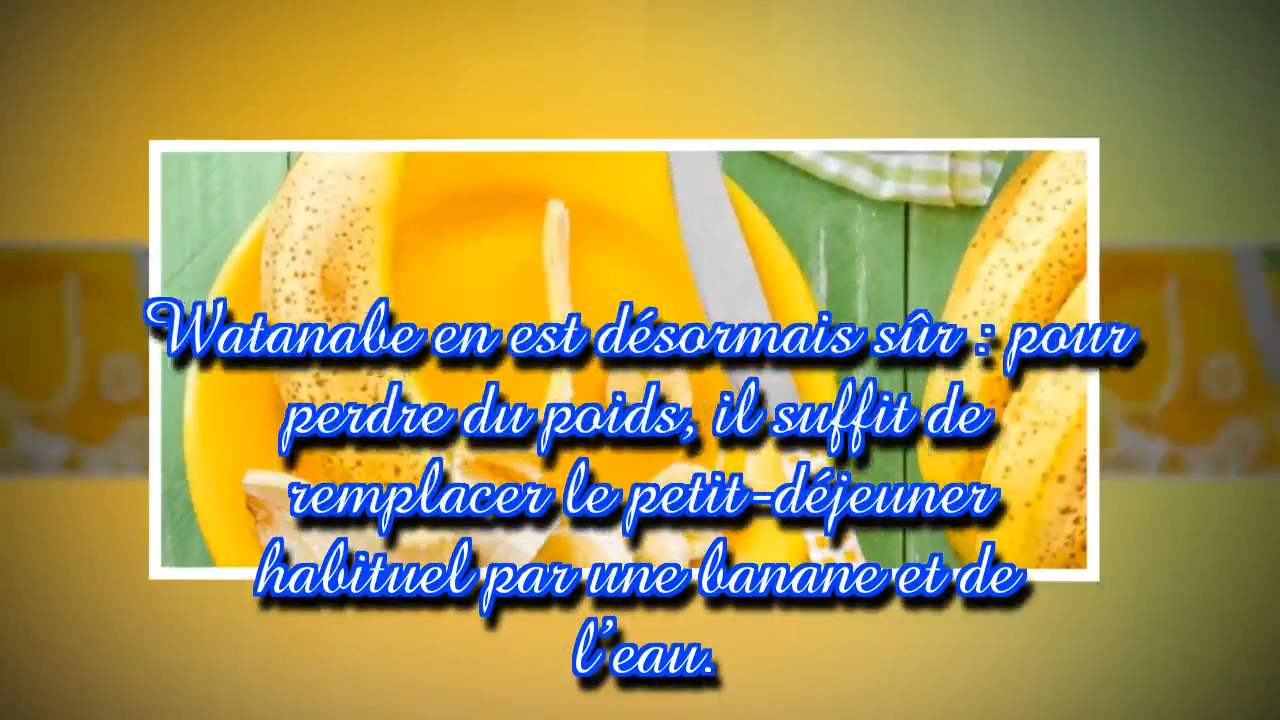 Watanabe en est désormais sûr : pour
perdre du poids, il suffit de
remplacer le petit-déjeuner
habituel par une banane et de
l'eau.